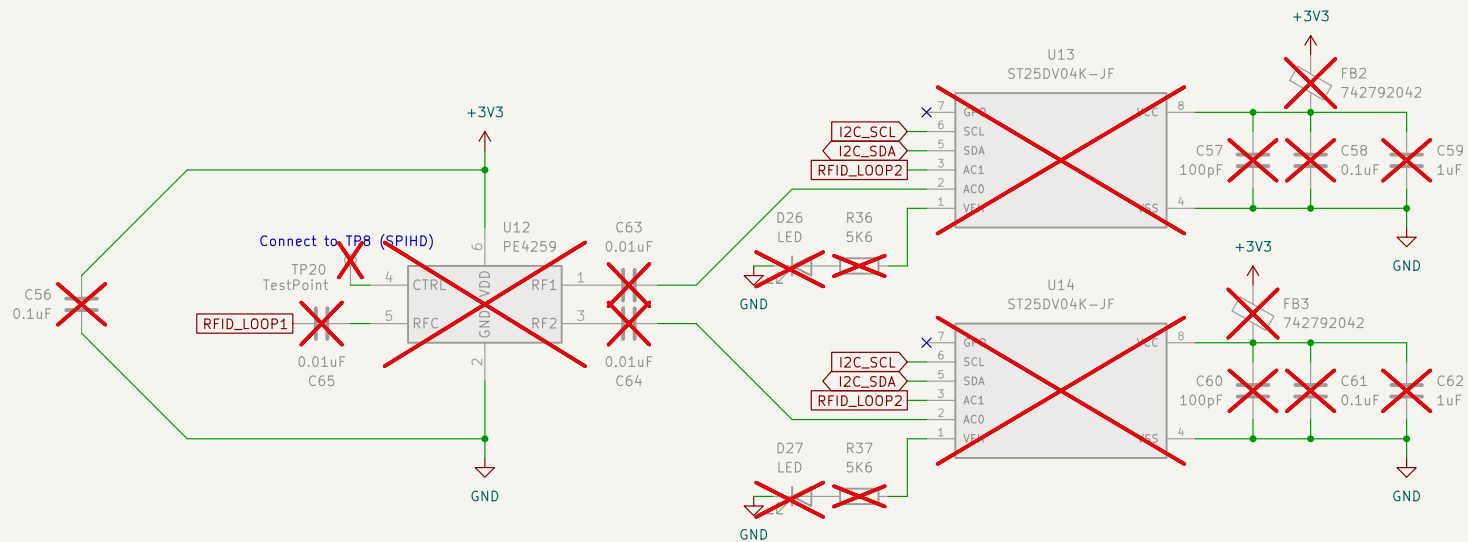 +3V3
U13
ST25DV04K-JF
FB2
742792042
7
GPO
VCC
8
I2C_SCL
6
SCL
I2C_SDA
5
SDA
RFID_LOOP2
3
AC1
2
AC0
1
VSS
4
C57
100pF
C58
0.1uF
C59
1uF
GND
D26
LED
R36
5K6
GND
+3V3
C56
0.1uF
Connect to TP8 (SPIHD)
TP20
TestPoint
U12
PE4259
6
VDD
4
CTRL
RF1
1
RFID_LOOP1
5
RFC
RF2
3
GND
2
C63
0.01uF
0.01uF
C65
0.01uF
C64
GND
+3V3
U14
ST25DV04K-JF
FB3
742792042
7
GPO
VCC
8
I2C_SCL
6
SCL
I2C_SDA
5
SDA
RFID_LOOP2
3
AC1
2
AC0
1
VSS
4
C60
100pF
C61
0.1uF
C62
1uF
GND
D27
LED
R37
5K6
GND